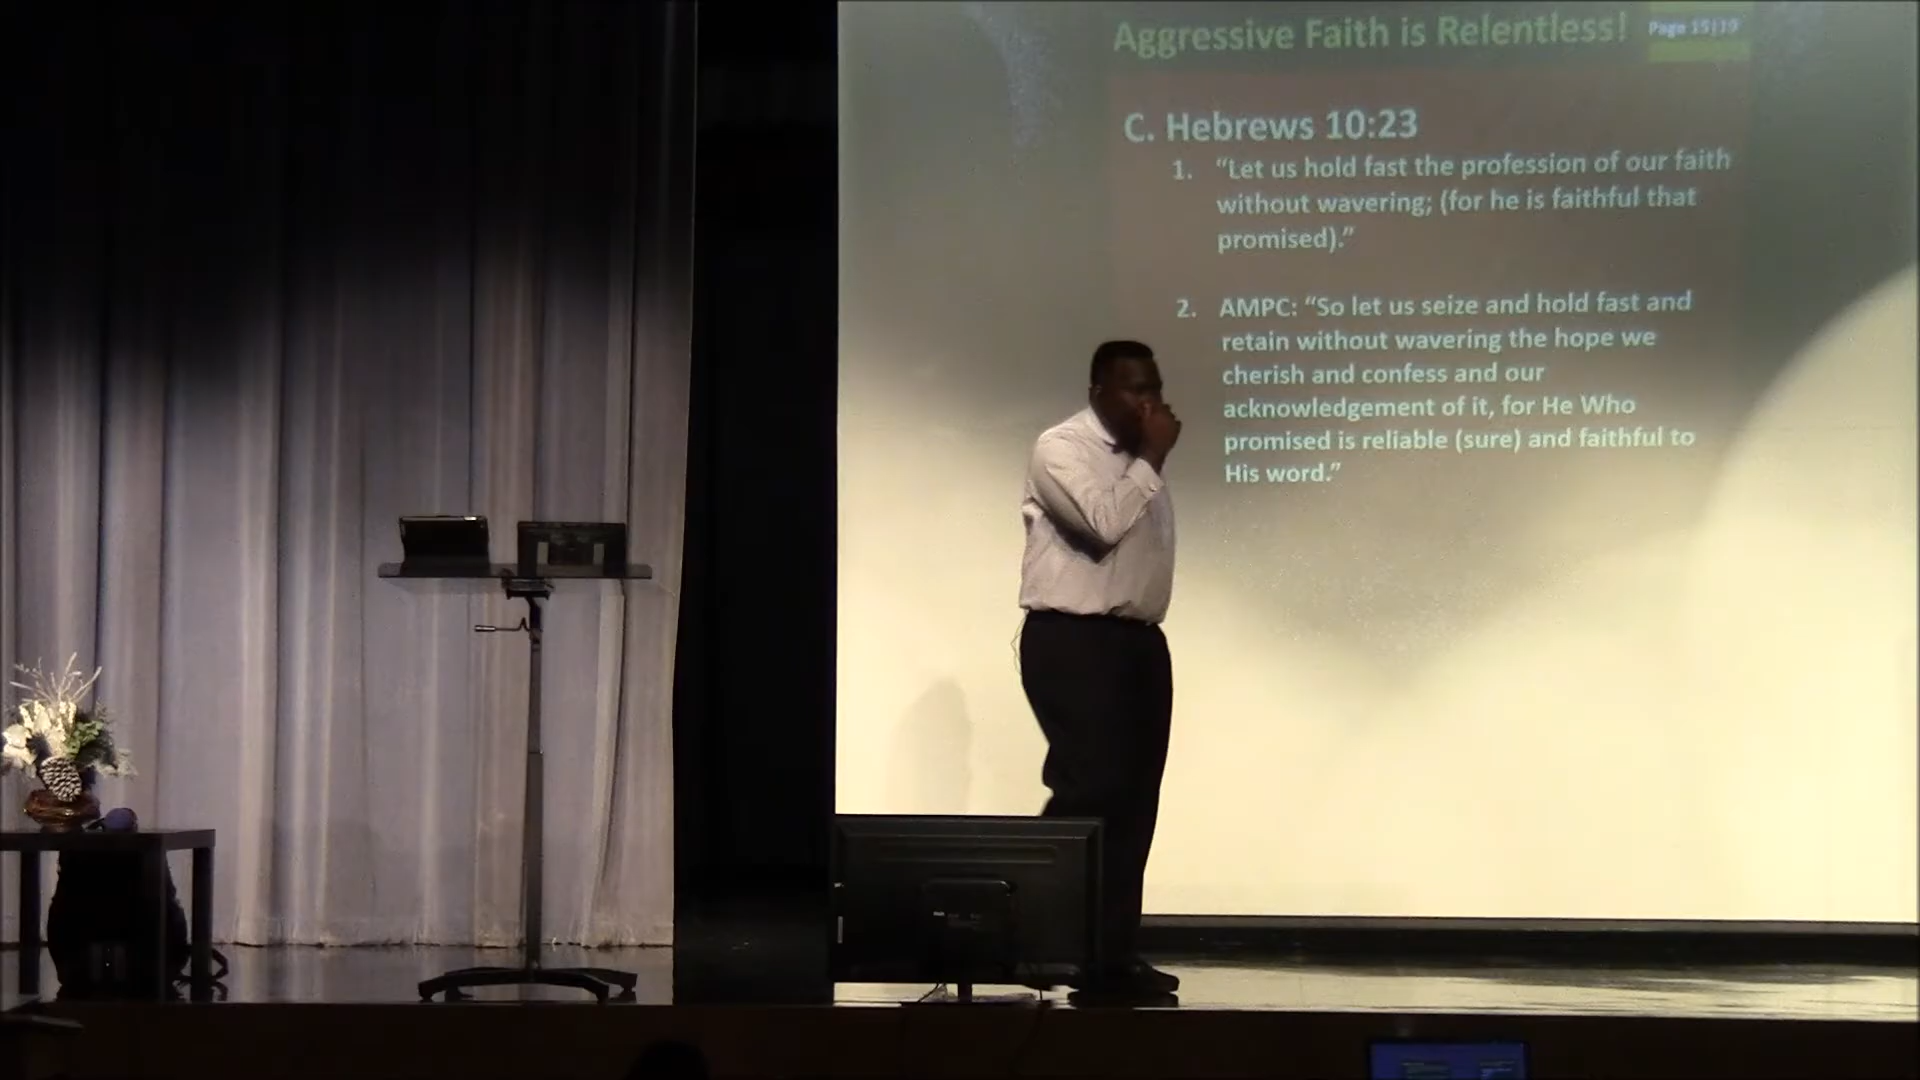 Aggressive Faith is Relentless!
Page 15|19
C. Hebrews 10:23
1. “Let us hold fast the profession of our faith
without wavering; (for he is faithful that
promised).”
2. AMPC: “So let us seize and hold fast and
retain without wavering the hope we
cherish and confess and our
acknowledgement of it, for He Who
promised is reliable (sure) and faithful to
His word.”